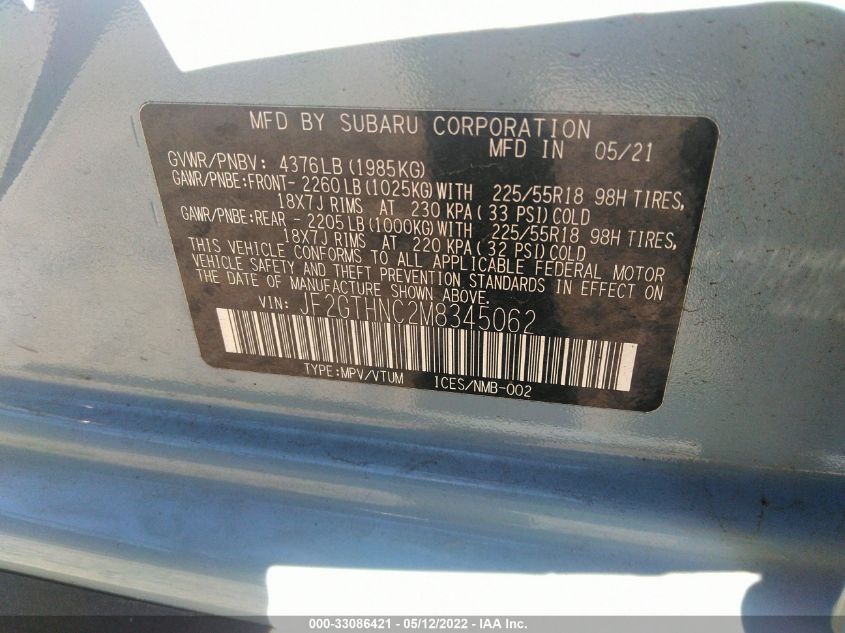 MFD BY SUBARU CORPORATION
MFD IN 05/21
GVWR/PNBV: 4376LB(1985KG)
GAWR/PNBE:FRONT- 2260LB(1025KG)WITH 225/55R18 98H TIRES,
18X7J RIMS AT 230 KPA( 33 PSI)COLD
GAWR/PNBE:REAR - 2205LB(1000KG)WITH 225/55R18 98H TIRES,
18X7J RIMS AT 220 KPA( 32 PSI)COLD
THIS VEHICLE CONFORMS TO ALL APPLICABLE FEDERAL MOTOR
VEHICLE SAFETY AND THEFT PREVENTION STANDARDS IN EFFECT ON
THE DATE OF MANUFACTURE SHOWN ABOVE.
VIN: JF2GTHNC2M8345062
TYPE:MPV/VTUM ICES/NMB-002
000-33086421 - 05/12/2022 - IAA Inc.